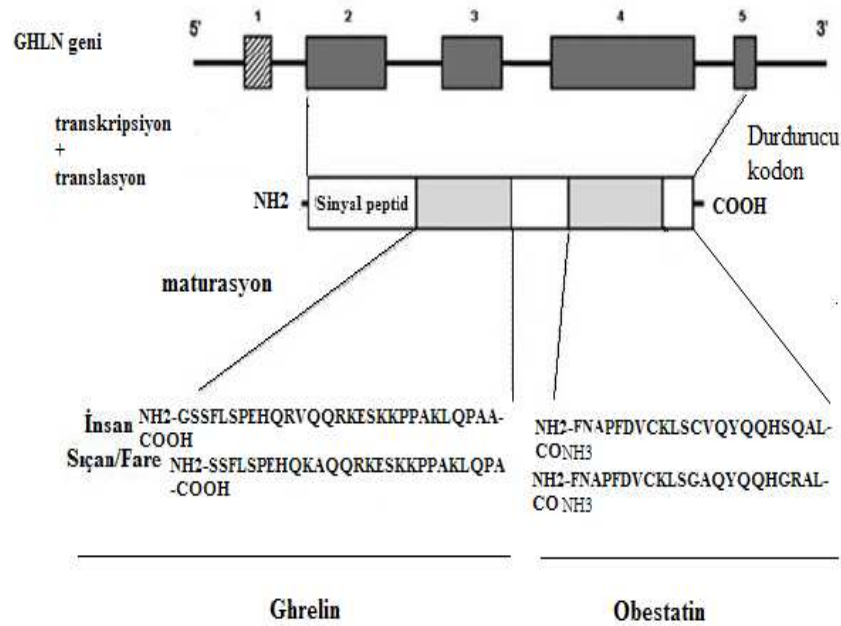 1 2 3 4 5
5' 3'
GHLN geni
transkripsiyon
+
translasyon
Durdurucu
kodon
NH2 Sinyal peptid COOH
maturasyon
İnsan NH2-GSSFLSPEHQRVQQRKESKKPPAKLQPAA-
COOH
Sıçan/Fare NH2-SSFLSPEHQKAQQRKESKKPPAKLQPA
-COOH
NH2-FNAPFDVCKLSCVQYQQHSQAL-
CONH3
NH2-FNAPFDVCKLSGAQYQQHGRAL-
CONH3
Ghrelin Obestatin